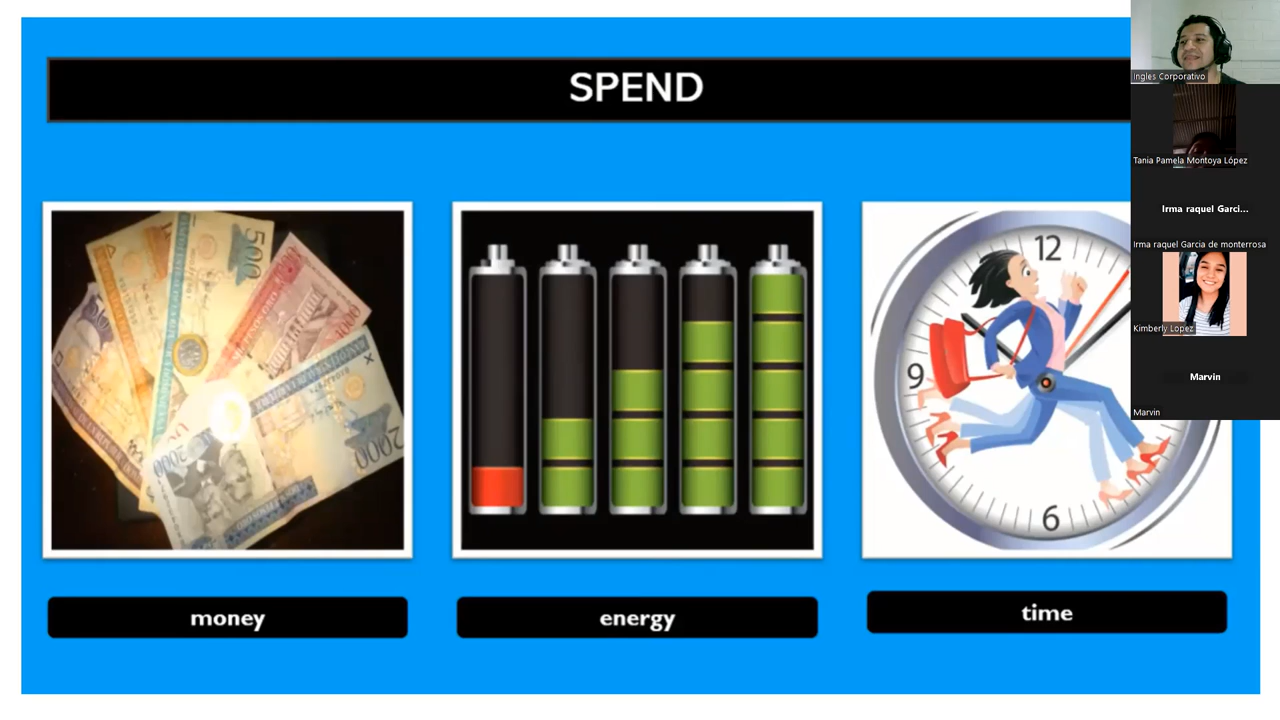 SPEND
money
energy
time
500
2000
2000
12
9
6
Ingles Corporativo
Tania Pamela Montoya López
Irma raquel Garci...
Irma raquel Garcia de monterrosa
Kimberly Lopez
Marvin
Marvin